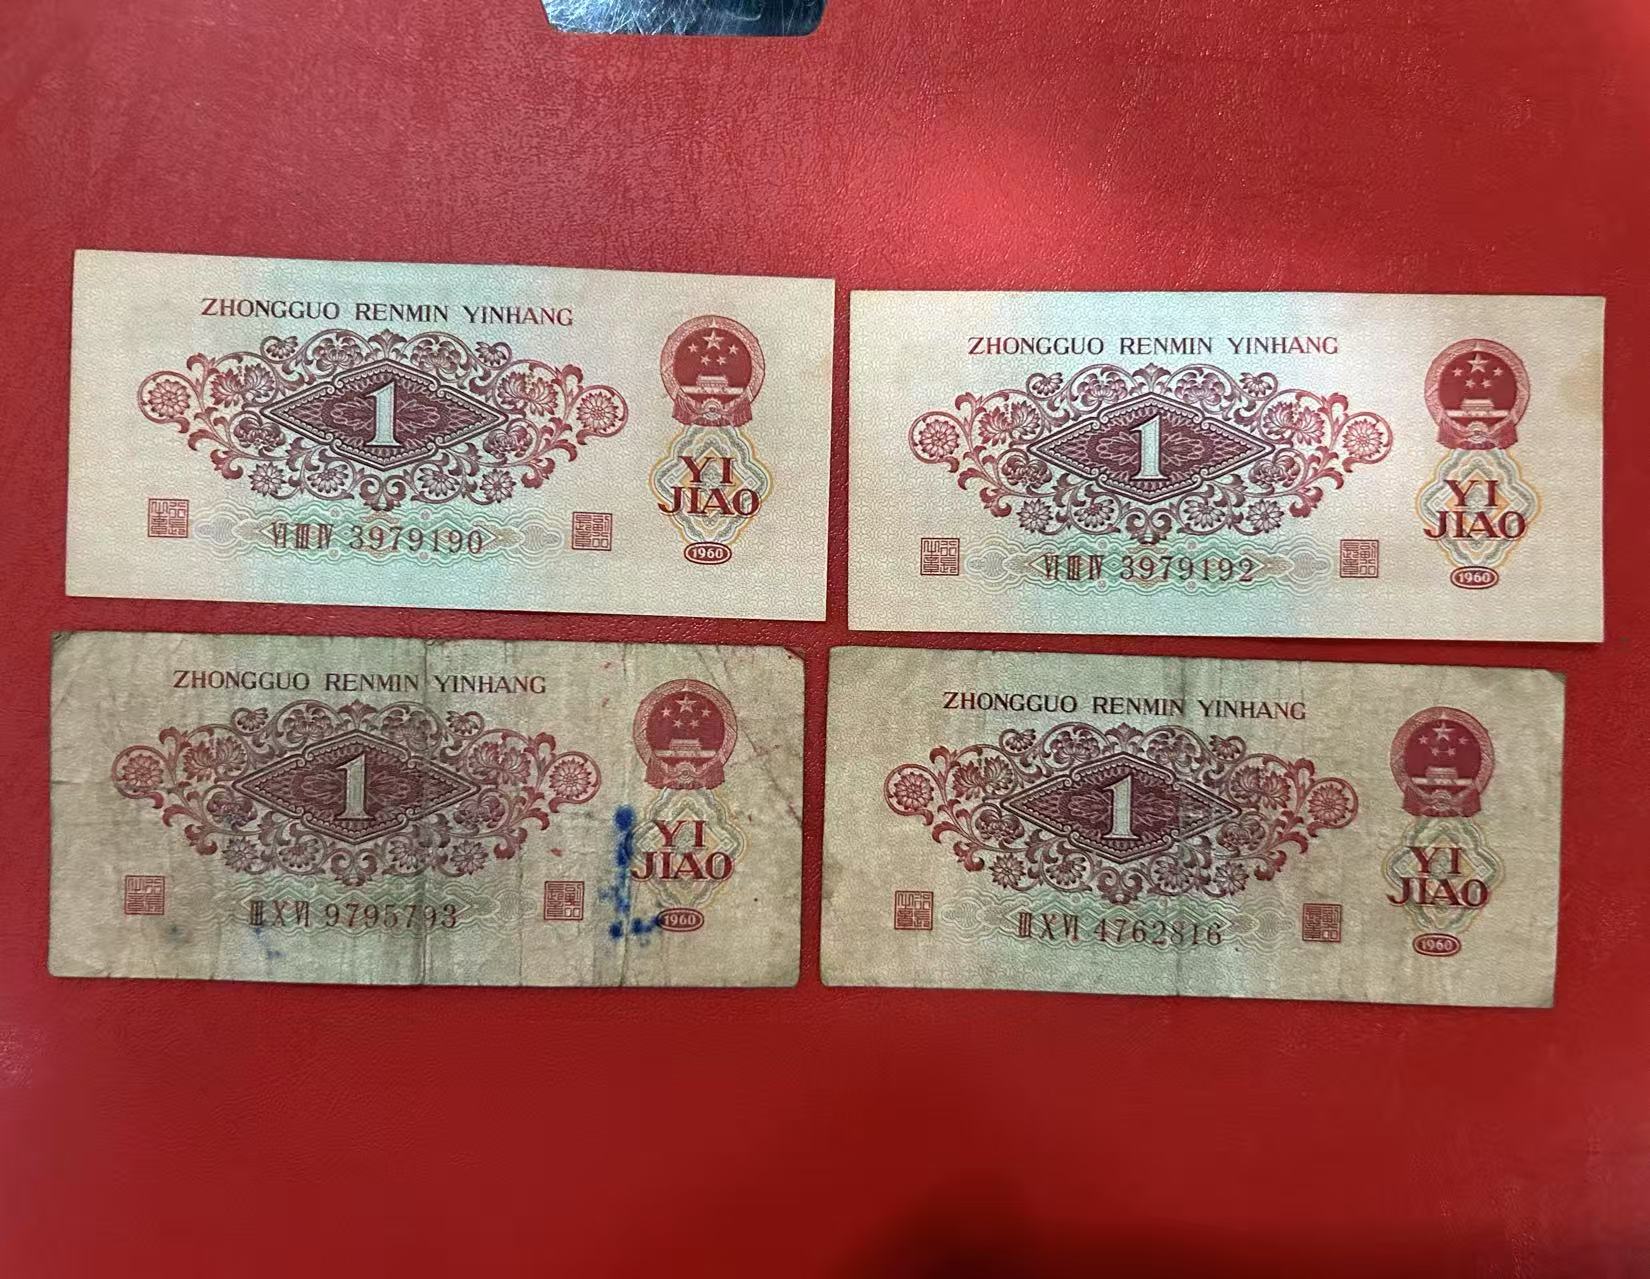 ZHONGGUO RENMIN YINHANG
1
YI
JIAO
VI III IV 3979190
1960
ZHONGGUO RENMIN YINHANG
1
YI
JIAO
VI III IV 3979192
1960
ZHONGGUO RENMIN YINHANG
1
YI
JIAO
III X VI 9795793
1960
ZHONGGUO RENMIN YINHANG
1
YI
JIAO
III X VI 4762816
1960